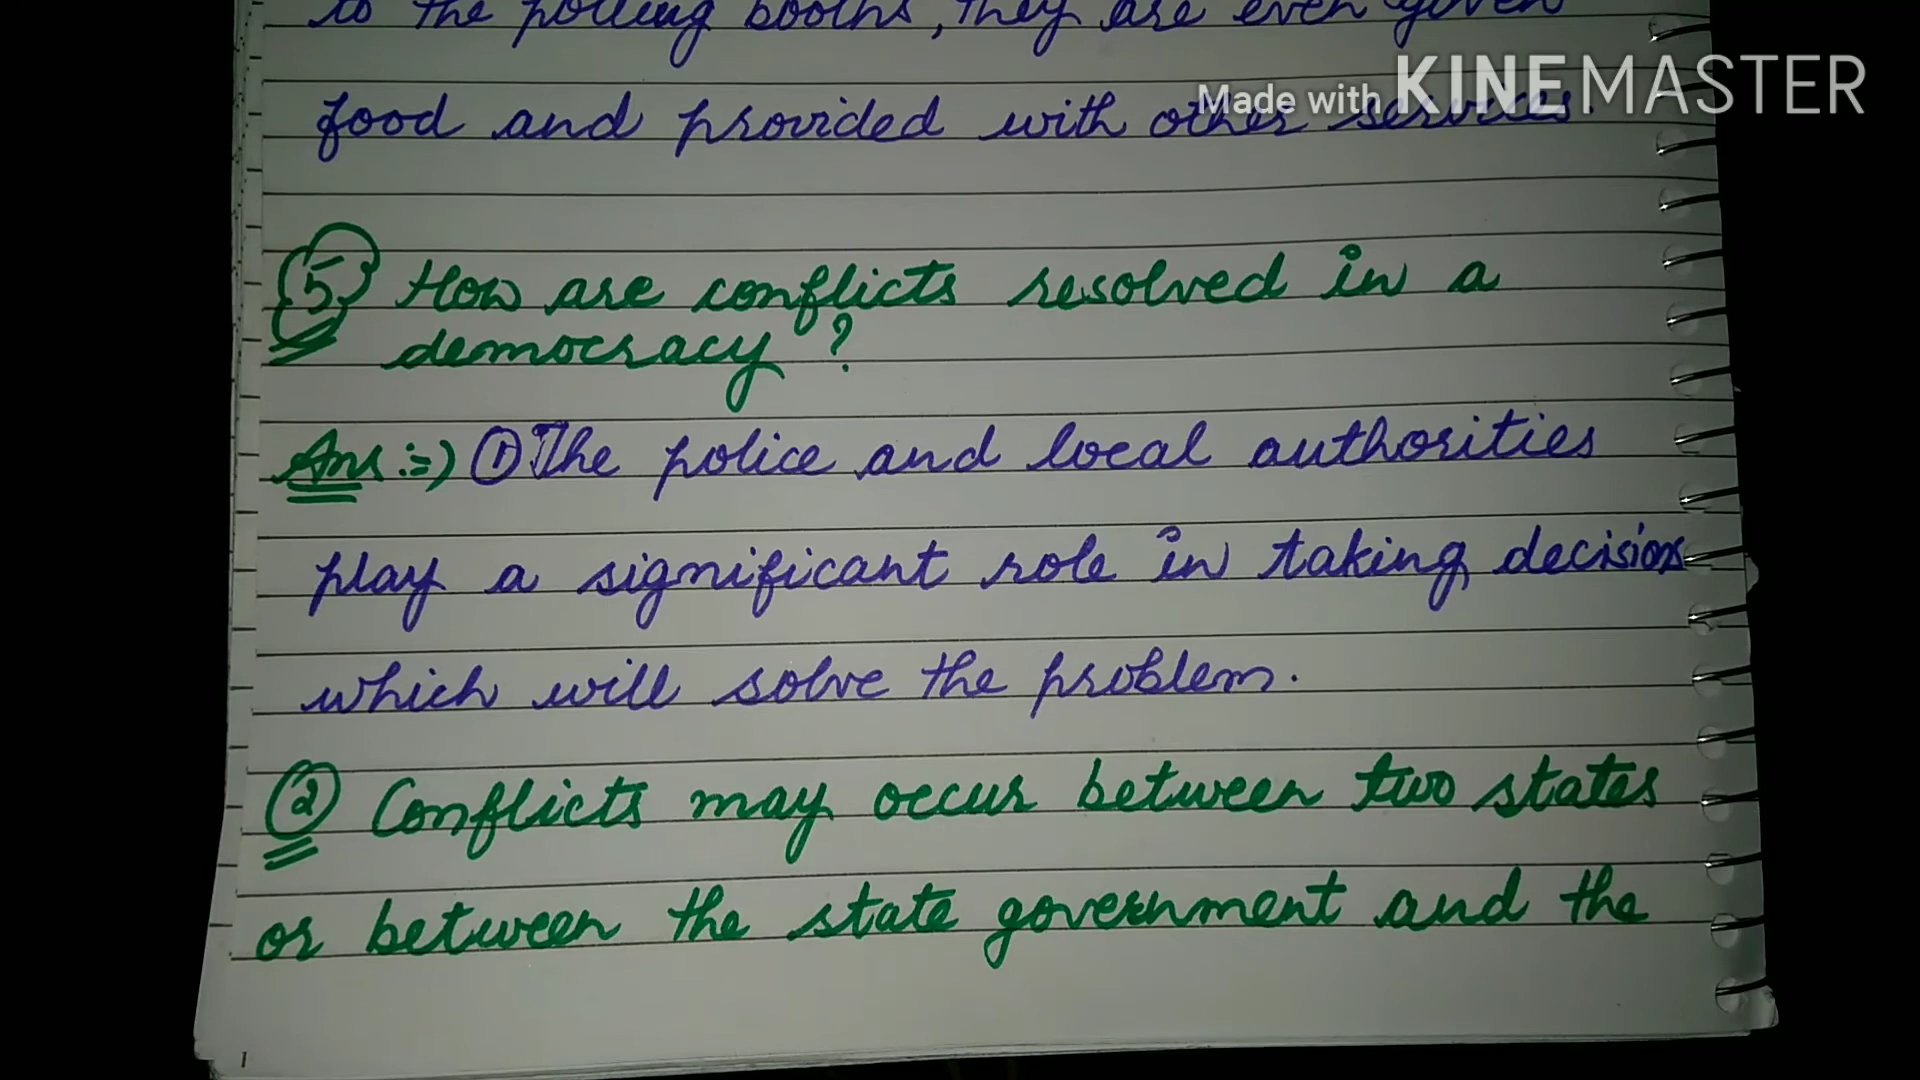 to the polling booths, they are even given
Made with KINEMASTER
food and provided with other services.
5 How are conflicts resolved in a
democracy ?
Ans :=) 1 The police and local authorities
play a significant role in taking decisions
which will solve the problem.
2 Conflicts may occur between two states
or between the state government and the